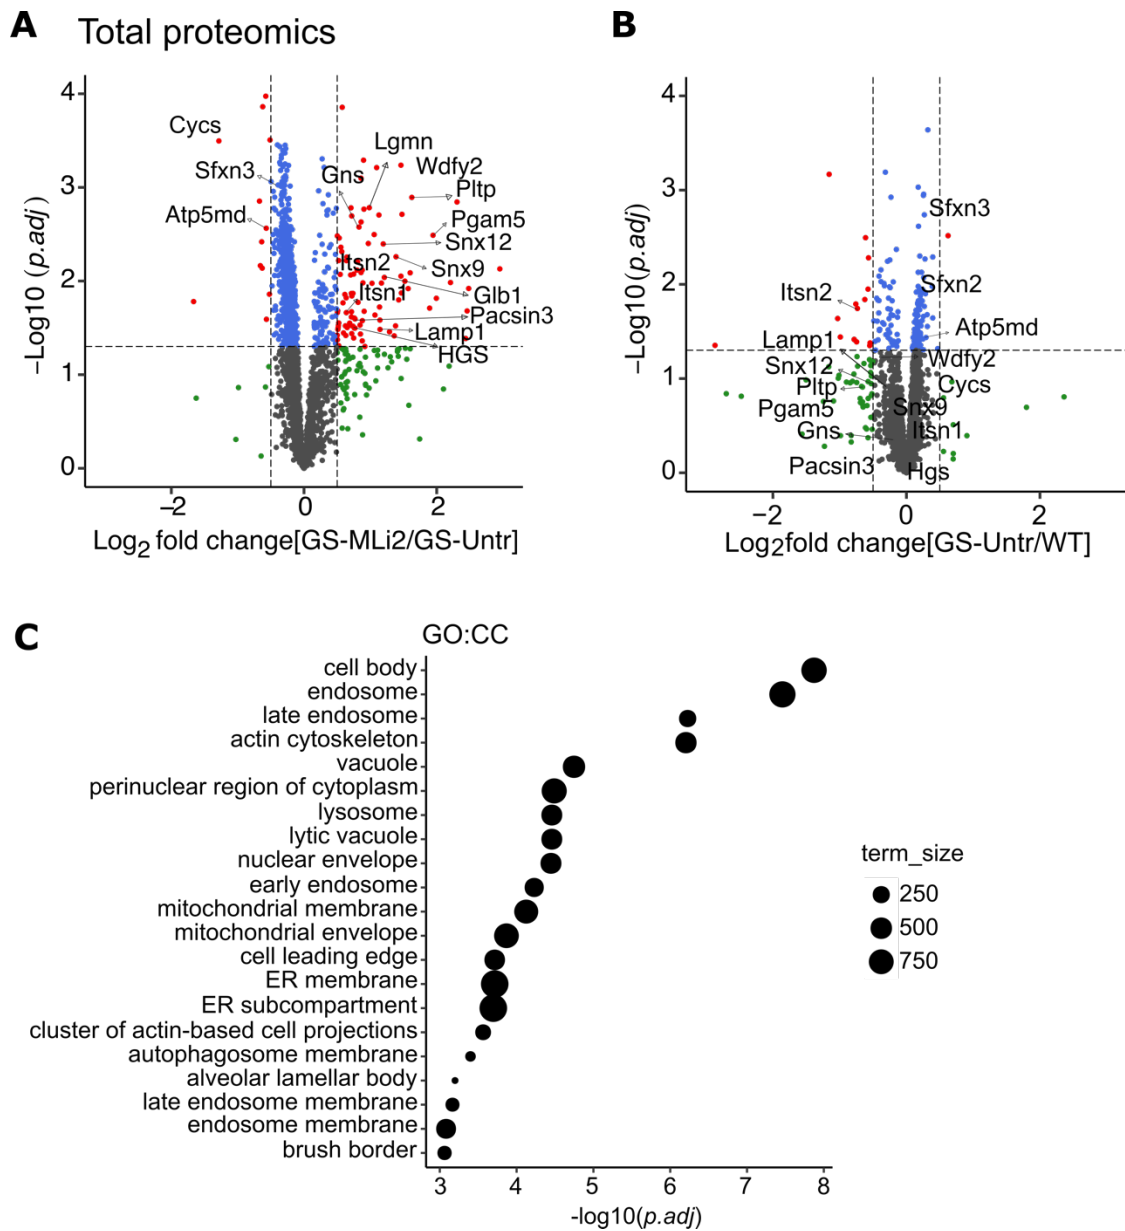 A Total proteomics
4
3
2
1
0
−Log10 (p.adj)
Cycs
Sfxn3
Atp5md
Lgmn
Gns
Wdfy2
Pltp
Pgam5
Snx12
Itsn2
Snx9
Itsn1
Glb1
Pacsin3
Lamp1
HGS
−2
0
2
Log2 fold change[GS-MLi2/GS-Untr]
B
4
3
2
1
0
−Log10(p.adj)
Sfxn3
Itsn2
Sfxn2
Lamp1
Atp5md
Snx12
Wdfy2
Pltp
Cycs
Pgam5
Snx9
Gns
Itsn1
Pacsin3
Hgs
−2
0
2
Log2fold change[GS-Untr/WT]
C
GO:CC
cell body
endosome
late endosome
actin cytoskeleton
vacuole
perinuclear region of cytoplasm
lysosome
lytic vacuole
nuclear envelope
early endosome
mitochondrial membrane
mitochondrial envelope
cell leading edge
ER membrane
ER subcompartment
cluster of actin-based cell projections
autophagosome membrane
alveolar lamellar body
late endosome membrane
endosome membrane
brush border
3 4 5 6 7 8
-log10(p.adj)
term_size
250
500
750